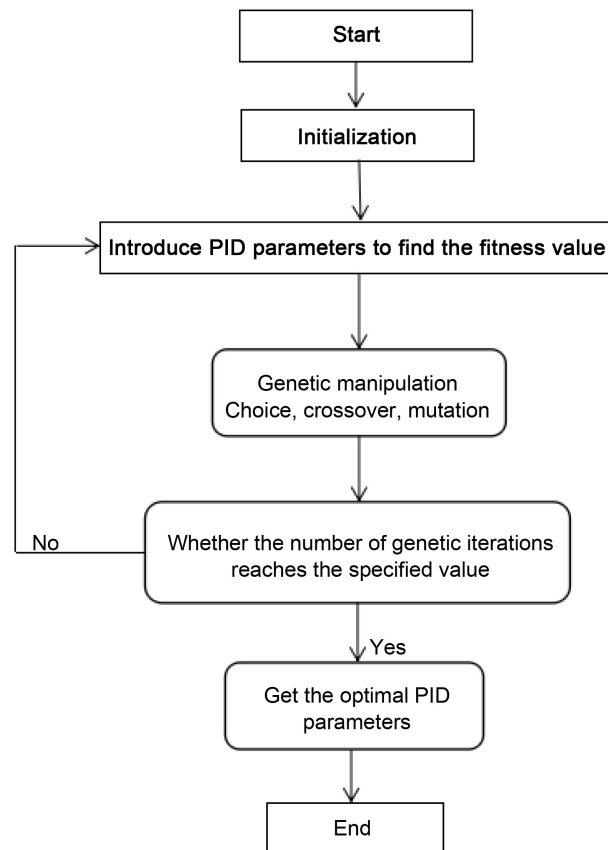 Start
Initialization
Introduce PID parameters to find the fitness value
Genetic manipulation
Choice, crossover, mutation
No
Whether the number of genetic iterations
reaches the specified value
Yes
Get the optimal PID
parameters
End